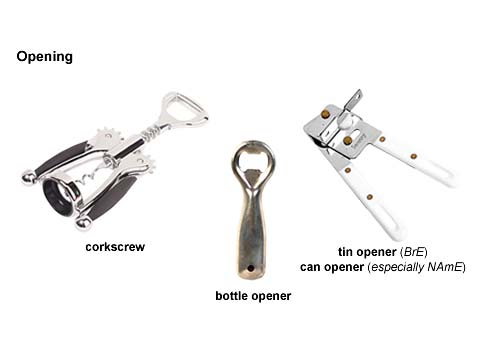 Opening
corkscrew
bottle opener
tin opener (BrE)
can opener (especially NAmE)